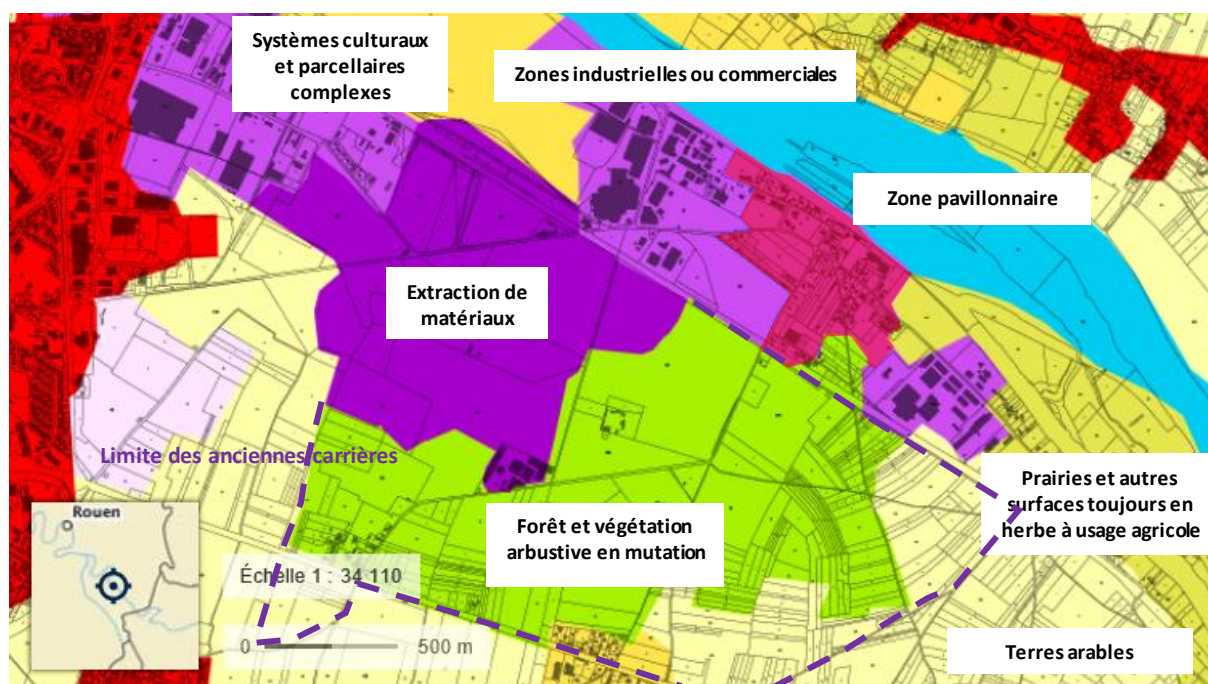 Systèmes culturaux
et parcellaires
complexes
Zones industrielles ou commerciales
Zone pavillonnaire
Extraction de
matériaux
Limite des anciennes carrières
Prairies et autres
surfaces toujours en
herbe à usage agricole
Forêt et végétation
arbustive en mutation
Rouen
Échelle 1 : 34 110
0 500 m
Terres arables